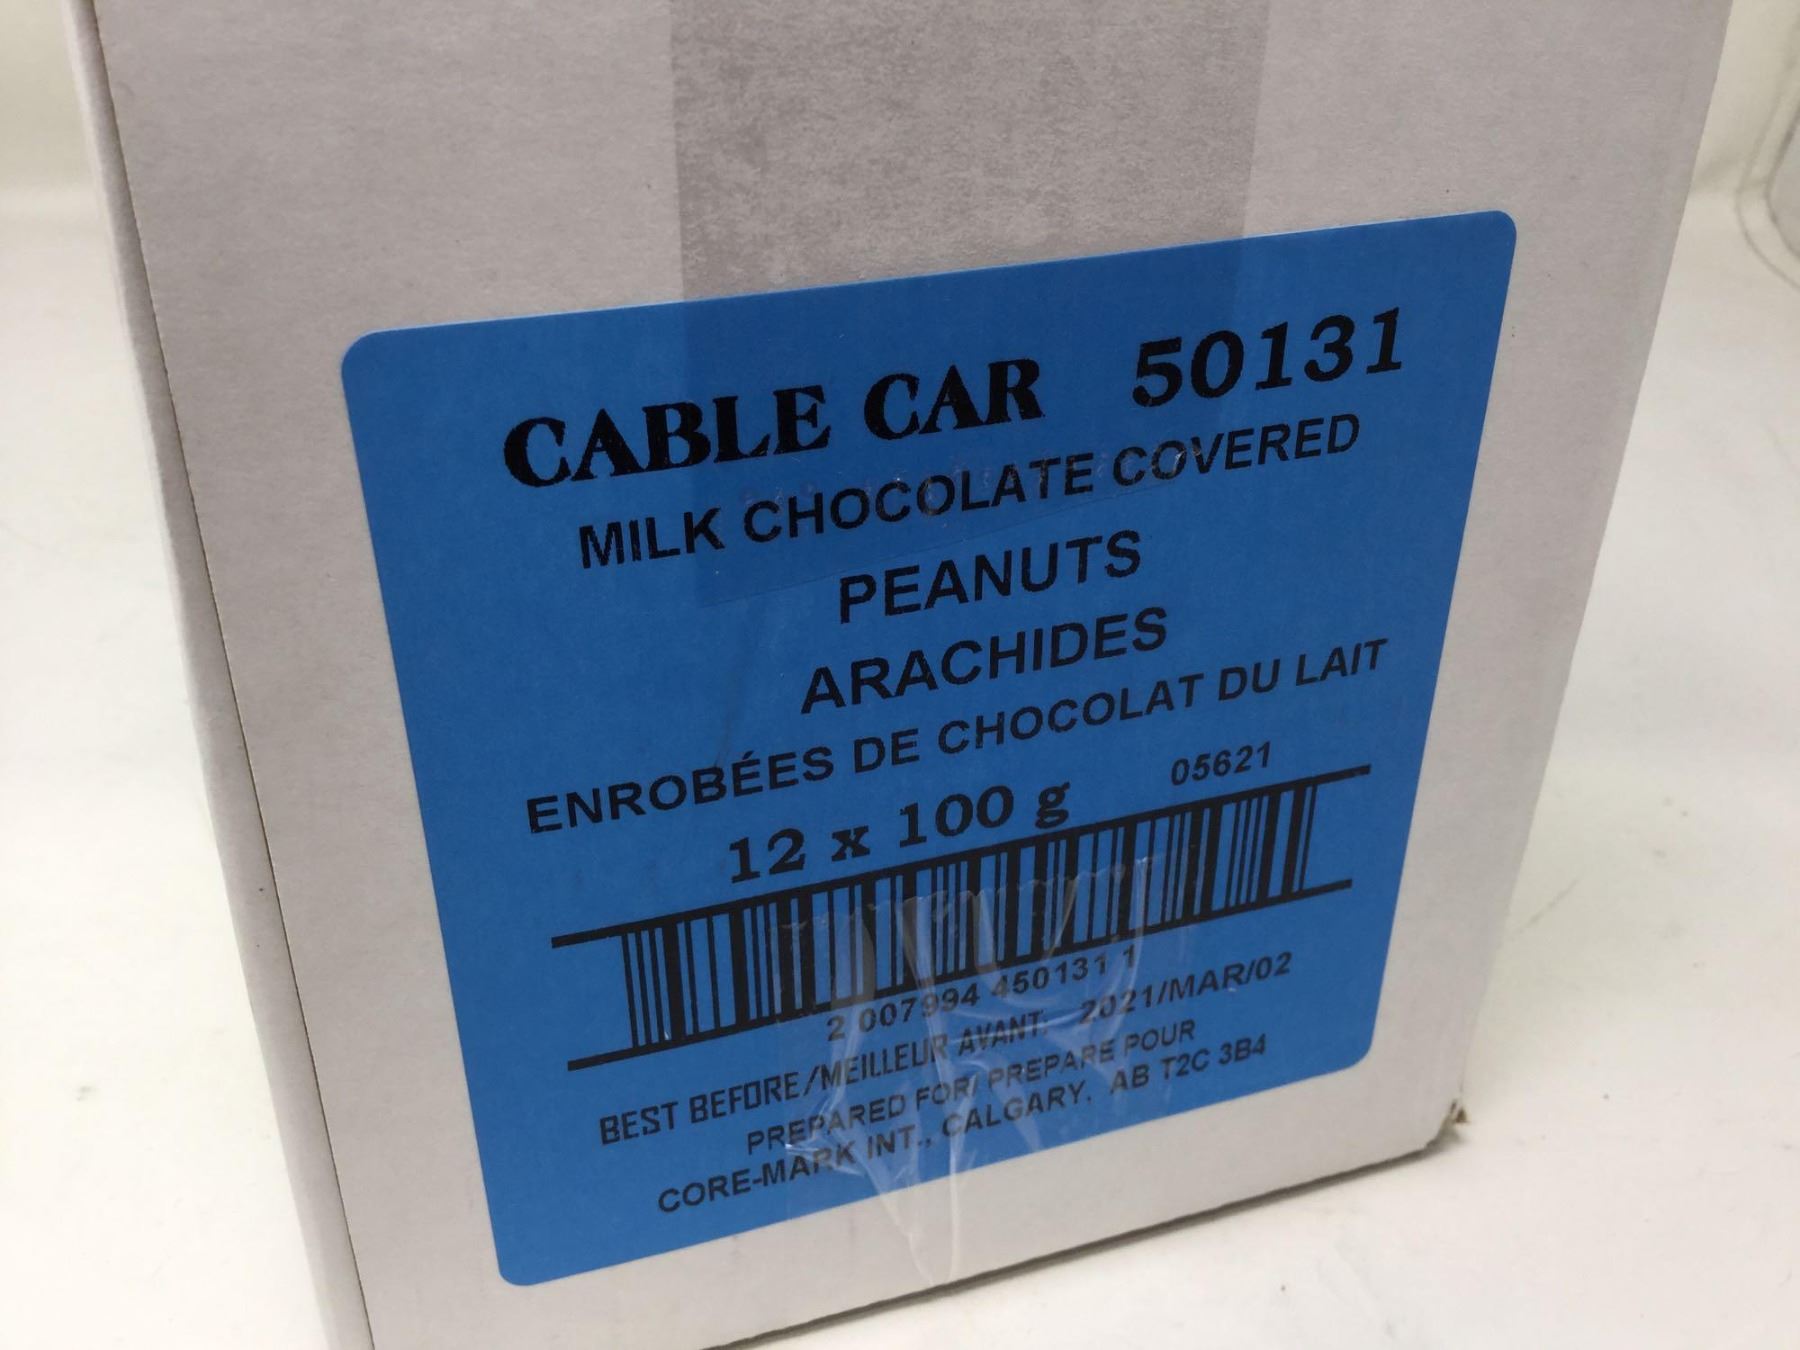 CABLE CAR 50131
MILK CHOCOLATE COVERED
PEANUTS
ARACHIDES
ENROBÉES DE CHOCOLAT DU LAIT
12 x 100 g 05621
2 007994 450131 1
BEST BEFORE/MEILLEUR AVANT: 2021/MAR/02
PREPARED FOR/ PREPARE POUR
CORE-MARK INT., CALGARY, AB T2C 3B4